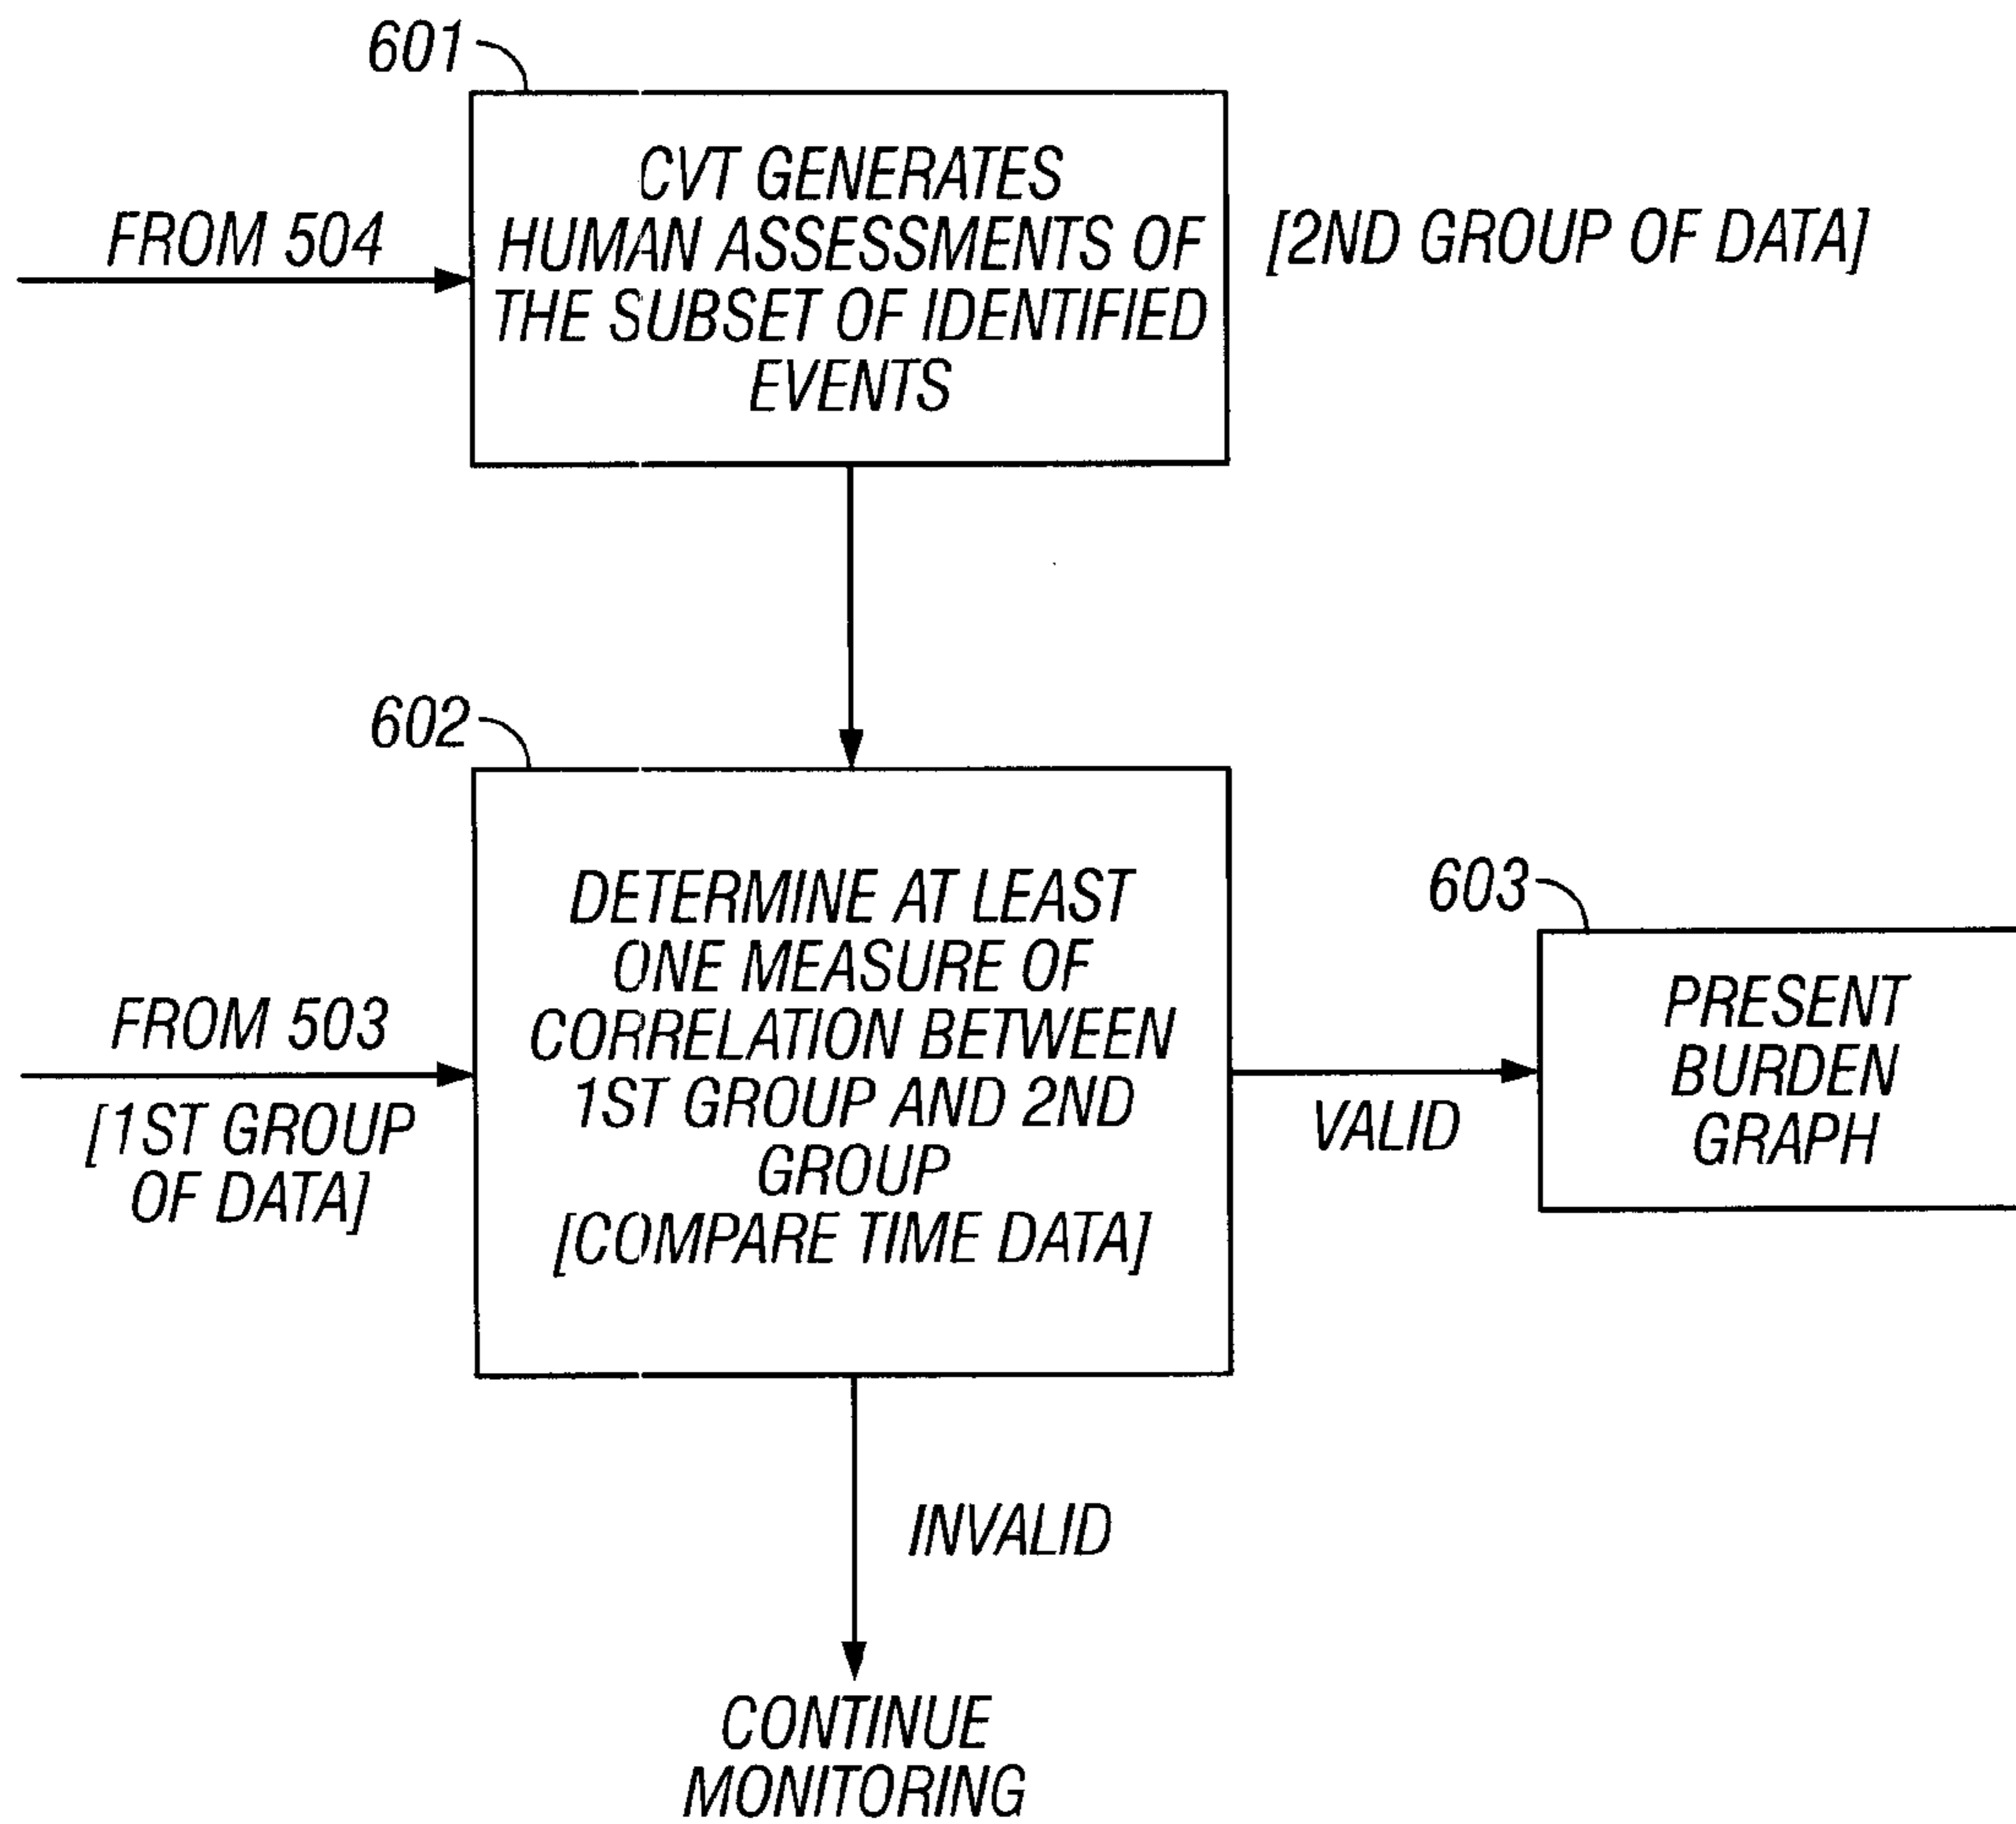 601
CVT GENERATES
HUMAN ASSESSMENTS OF
THE SUBSET OF IDENTIFIED
EVENTS
FROM 504
[2ND GROUP OF DATA]
602
DETERMINE AT LEAST
ONE MEASURE OF
CORRELATION BETWEEN
1ST GROUP AND 2ND
GROUP
[COMPARE TIME DATA]
FROM 503
[1ST GROUP
OF DATA]
603
PRESENT
BURDEN
GRAPH
VALID
INVALID
CONTINUE
MONITORING